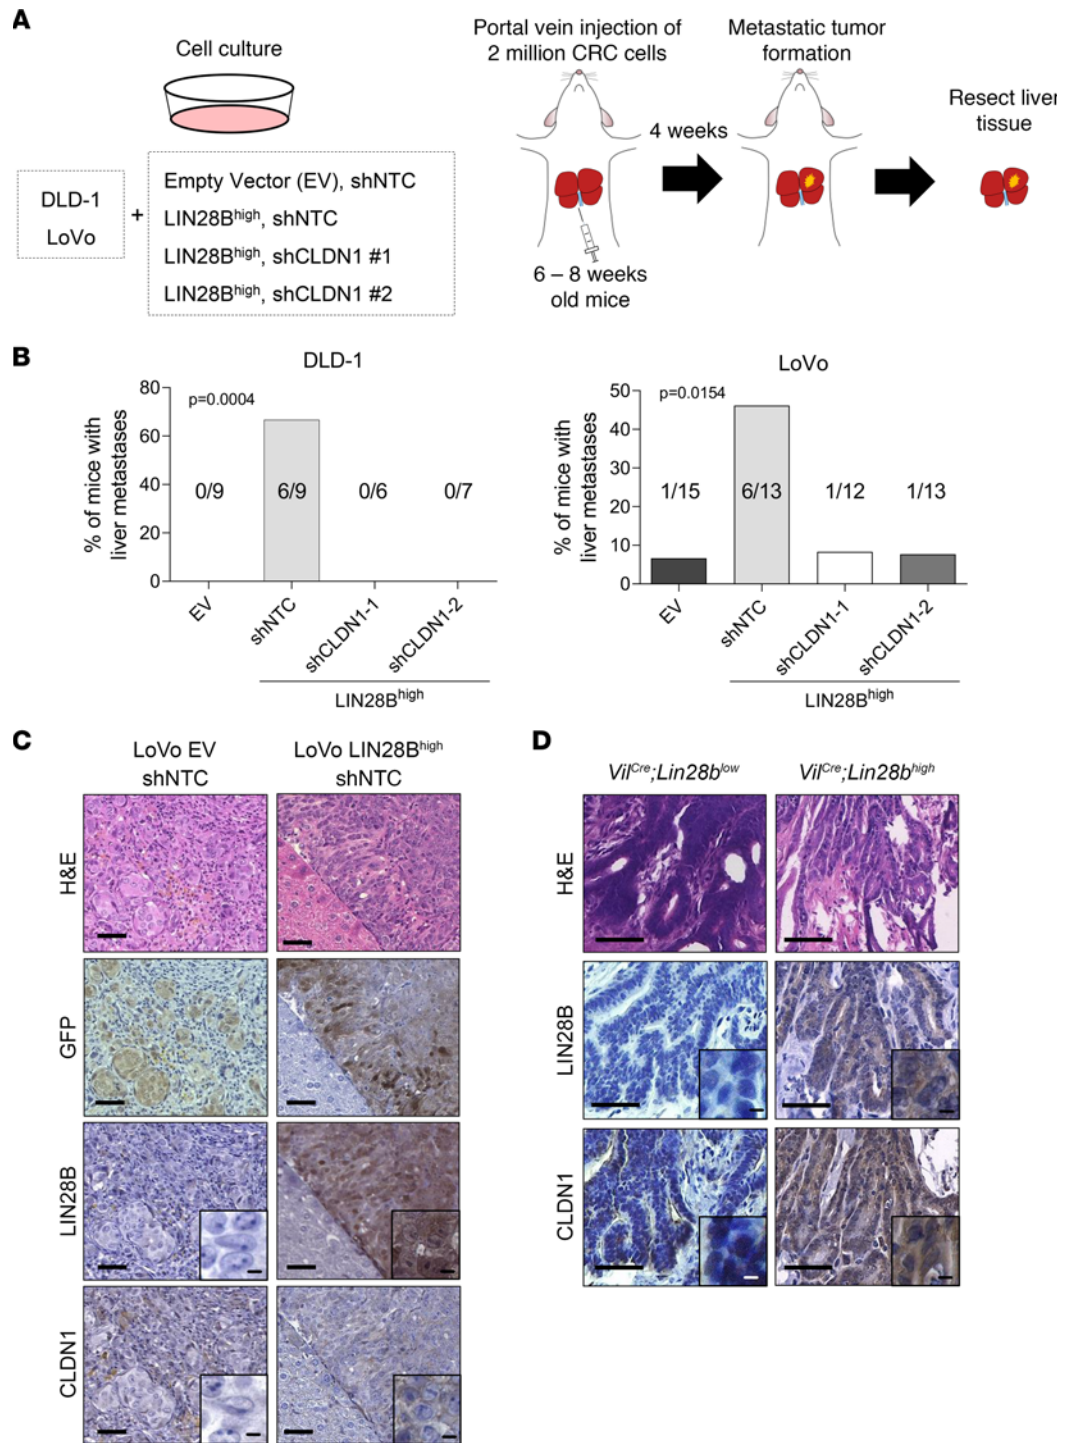 A
Cell culture
DLD-1
LoVo
+
Empty Vector (EV), shNTC
LIN28Bhigh, shNTC
LIN28Bhigh, shCLDN1 #1
LIN28Bhigh, shCLDN1 #2
Portal vein injection of
2 million CRC cells
6 – 8 weeks
old mice
4 weeks
Metastatic tumor
formation
Resect liver
tissue
B
DLD-1
% of mice with
liver metastases
80
60
40
20
0
p=0.0004
0/9
6/9
0/6
0/7
EV
shNTC
shCLDN1-1
shCLDN1-2
LIN28Bhigh
LoVo
% of mice with
liver metastases
50
40
30
20
10
0
p=0.0154
1/15
6/13
1/12
1/13
EV
shNTC
shCLDN1-1
shCLDN1-2
LIN28Bhigh
C
LoVo EV
shNTC
LoVo LIN28Bhigh
shNTC
H&E
GFP
LIN28B
CLDN1
D
VilCre;Lin28blow
VilCre;Lin28bhigh
H&E
LIN28B
CLDN1